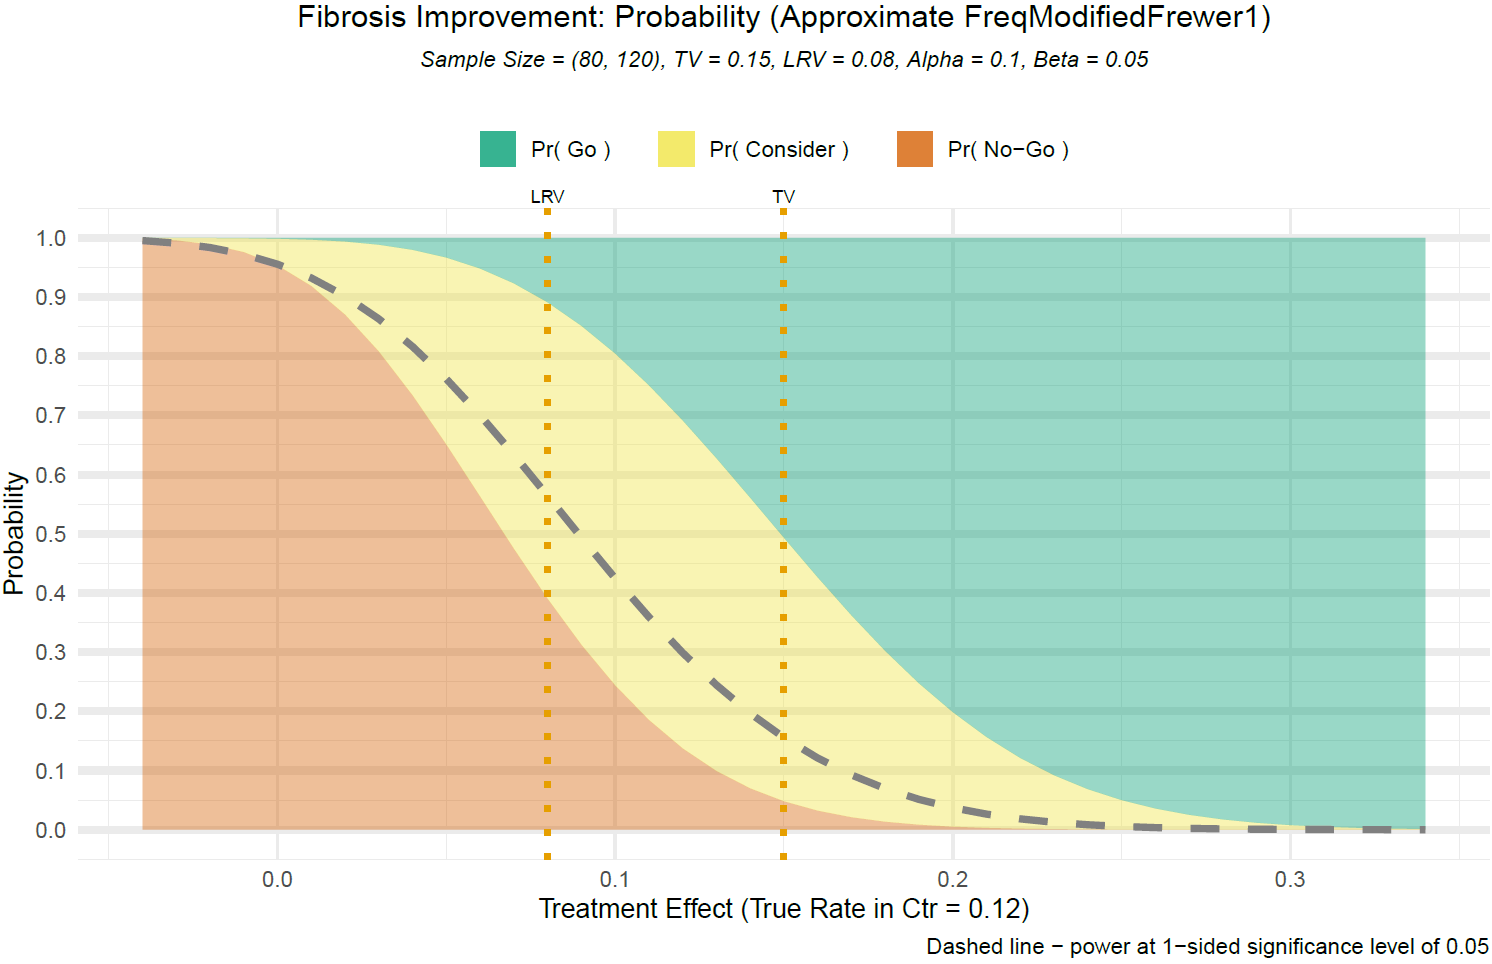 Fibrosis Improvement: Probability (Approximate FreqModifiedFrewer1)
Sample Size = (80, 120), TV = 0.15, LRV = 0.08, Alpha = 0.1, Beta = 0.05
Pr( Go )
Pr( Consider )
Pr( No−Go )
LRV
TV
1.0
0.9
0.8
0.7
0.6
0.5
0.4
0.3
0.2
0.1
0.0
Probability
0.0
0.1
0.2
0.3
Treatment Effect (True Rate in Ctr = 0.12)
Dashed line − power at 1−sided significance level of 0.05